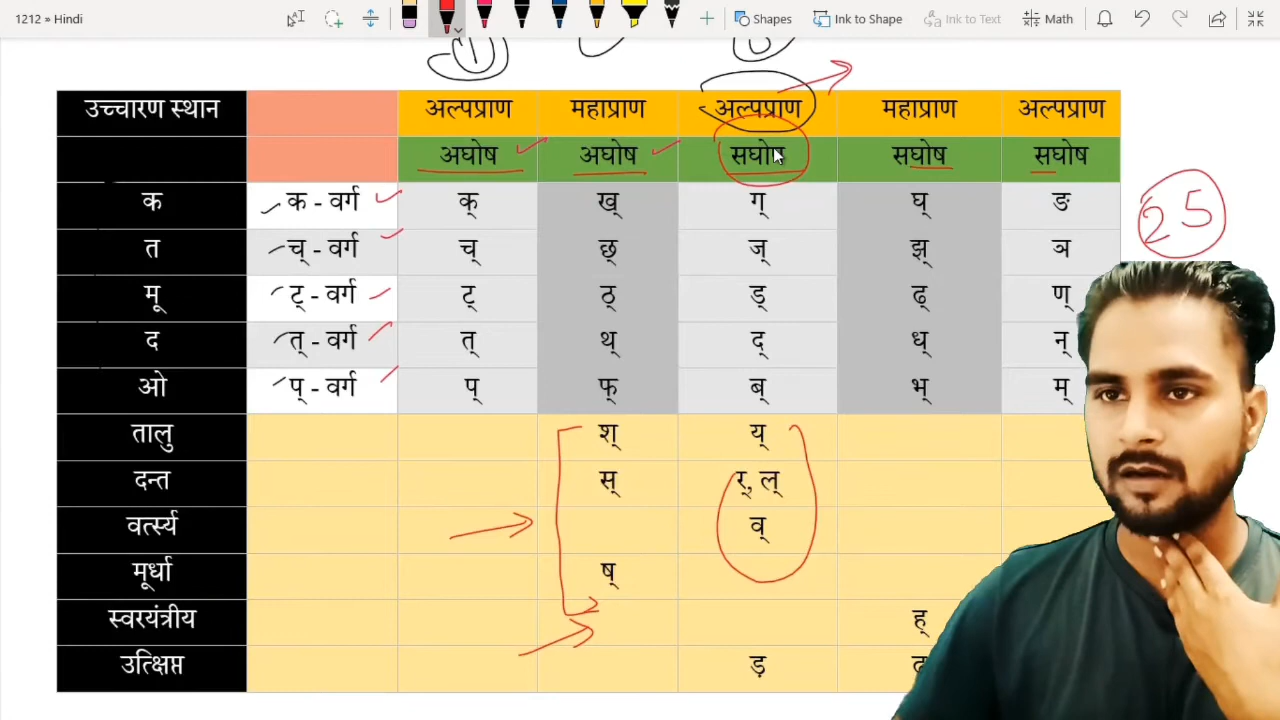 1212 » Hindi Shapes Ink to Shape Ink to Text Math
1
उच्चारण स्थान अल्पप्राण महाप्राण अल्पप्राण महाप्राण अल्पप्राण
अघोष अघोष सघोष सघोष सघोष
क क - वर्ग क् ख् ग् घ् ङ
त च् - वर्ग च् छ् ज् झ् ञ
मू ट् - वर्ग ट् ठ् ड् ढ् ण्
द त् - वर्ग त् थ् द् ध् न्
ओ प् - वर्ग प् फ् ब् भ् म्
25
तालु श् य्
दन्त स् र्, ल्
वर्त्स्य व्
मूर्धा ष्
स्वरयंत्रीय ह्
उत्क्षिप्त ड़